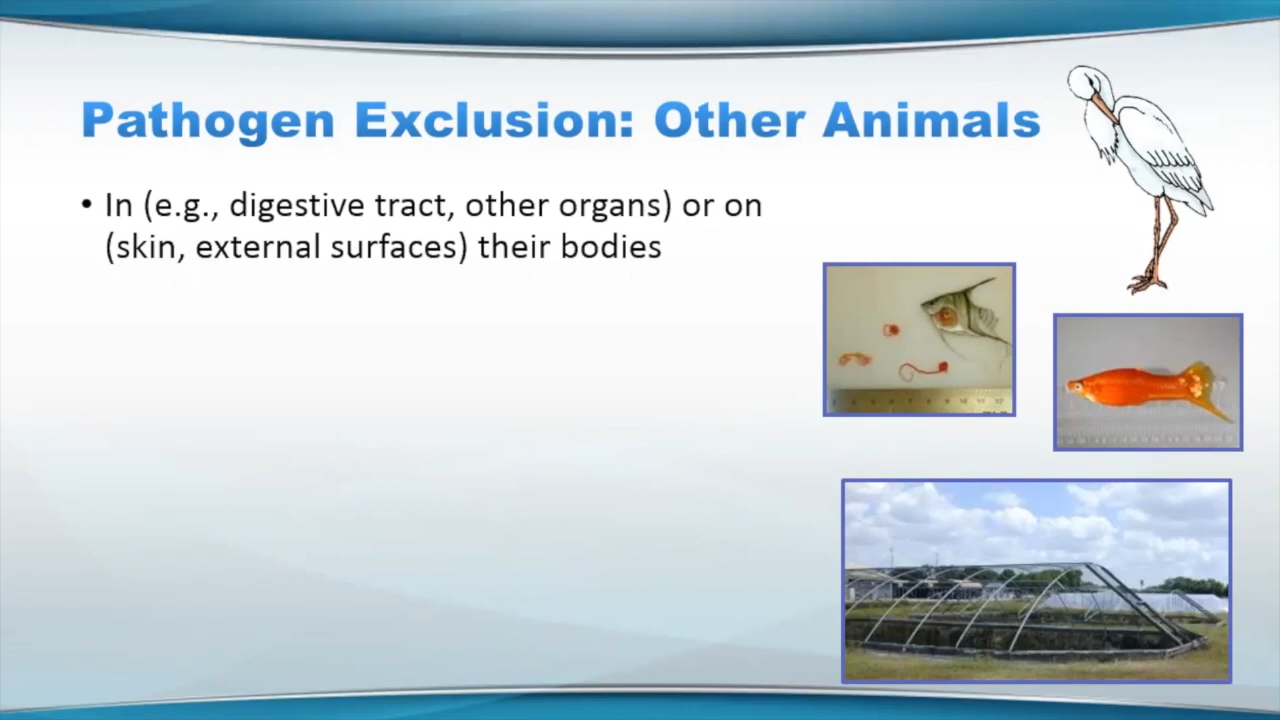 Pathogen Exclusion: Other Animals
• In (e.g., digestive tract, other organs) or on
(skin, external surfaces) their bodies